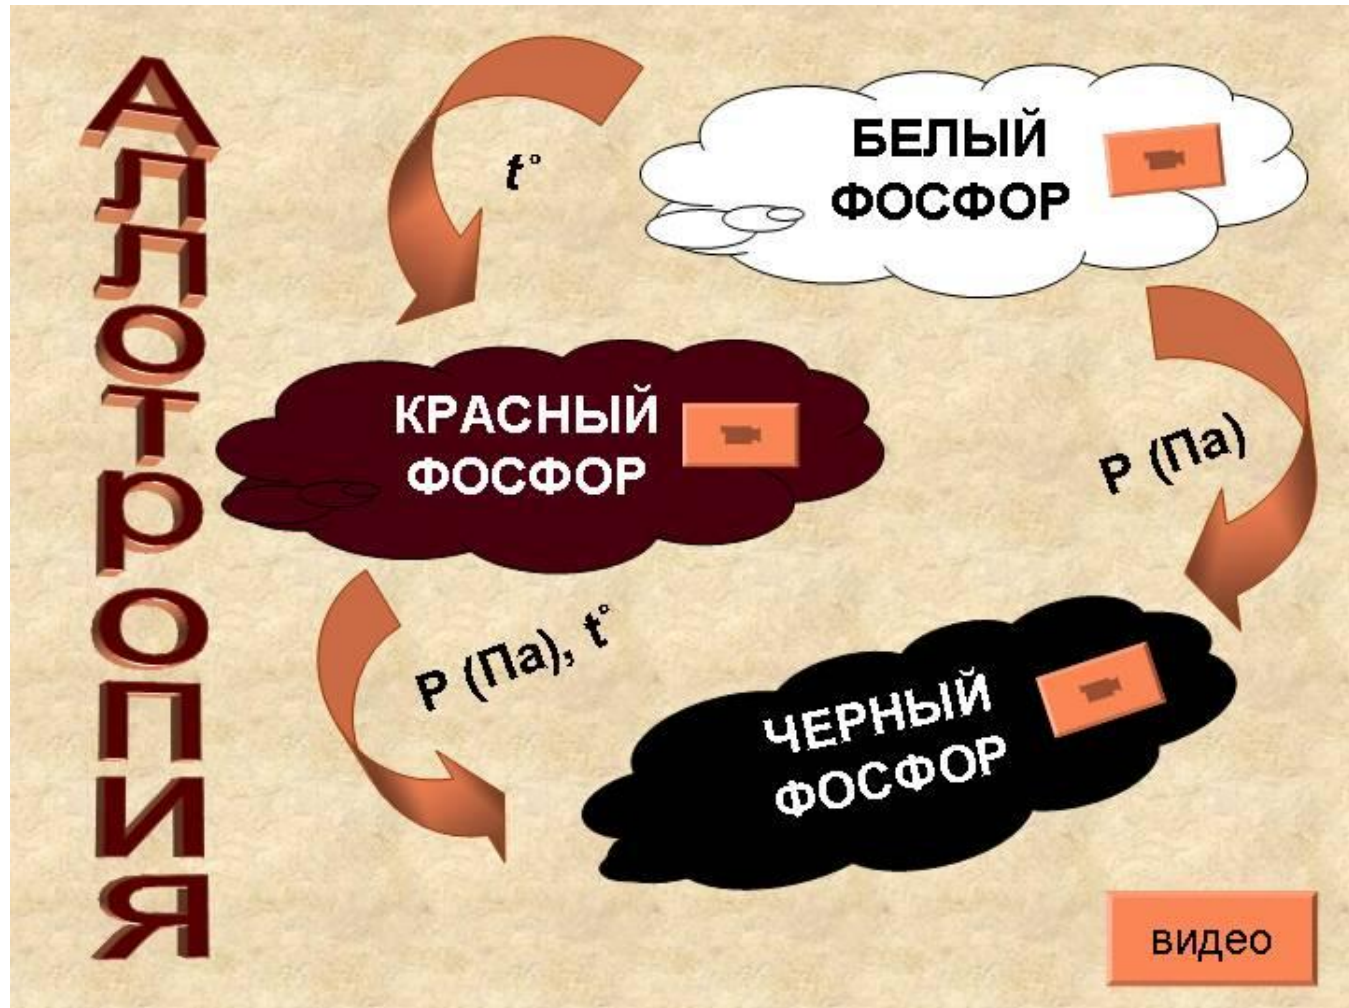 Аллотропия
БЕЛЫЙ
ФОСФОР
t°
КРАСНЫЙ
ФОСФОР
Р (Па)
Р (Па), t°
ЧЕРНЫЙ
ФОСФОР
видео